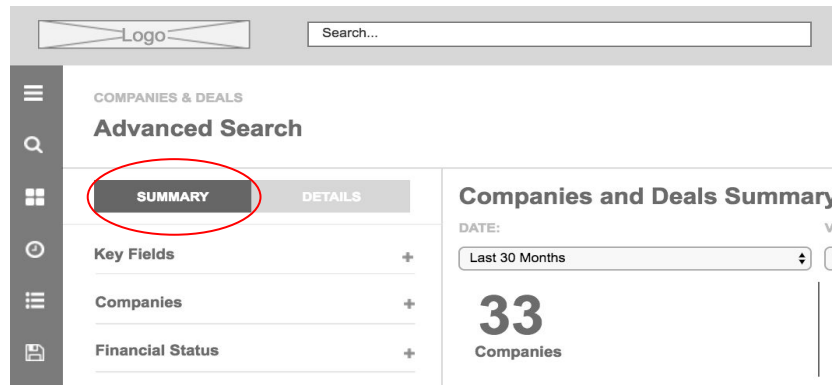 Logo
Search...
COMPANIES & DEALS
Advanced Search
SUMMARY DETAILS
Key Fields
Companies
Financial Status
Companies and Deals Summary
DATE:
Last 30 Months
33
Companies